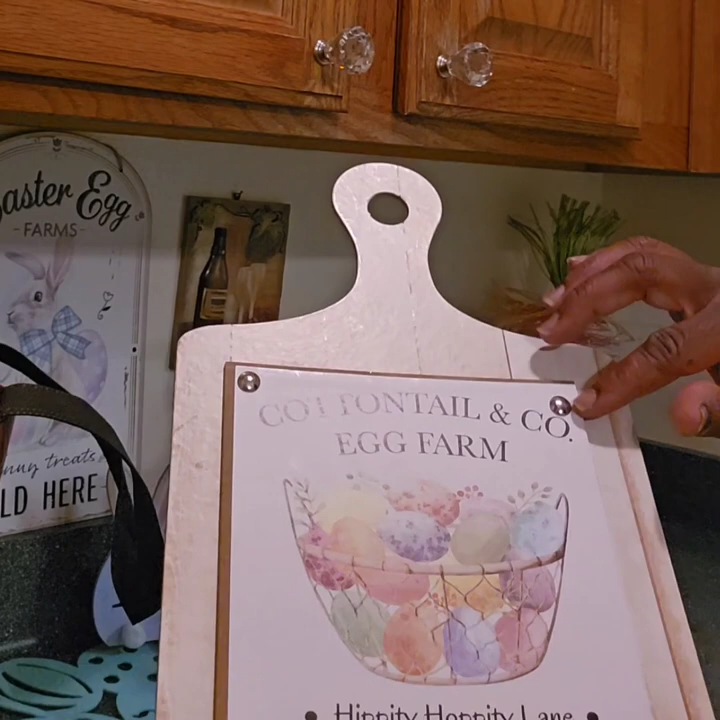 aster Egg
-FARMS-
nny treats
LD HERE
COTTONTAIL & CO.
EGG FARM
• Hippity Hoppity Lane •